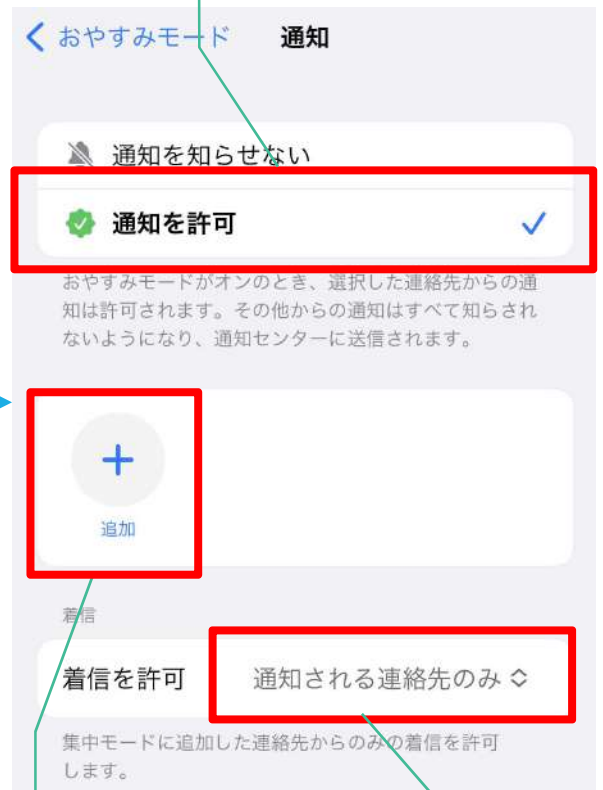 おやすみモード 通知
通知を知らせない
通知を許可
おやすみモードがオンのとき、選択した連絡先からの通
知は許可されます。その他からの通知はすべて知らされ
ないようになり、通知センターに送信されます。
追加
着信
着信を許可 通知される連絡先のみ
集中モードに追加した連絡先からのみの着信を許可
します。